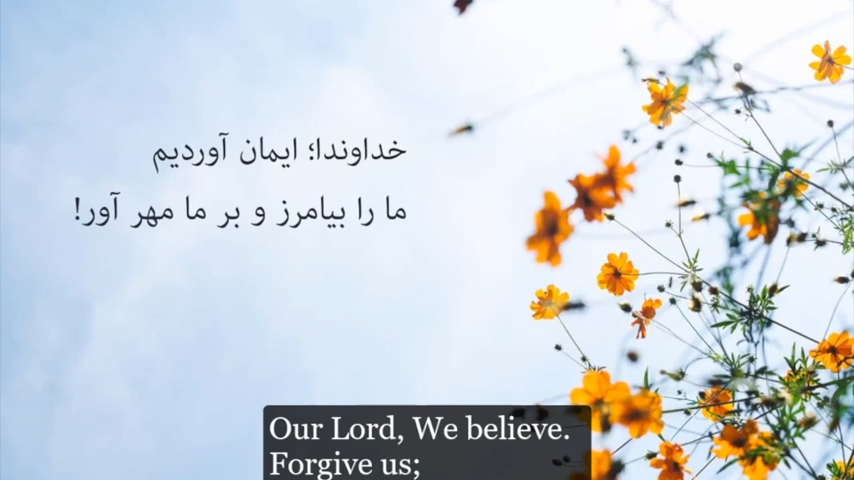 خداوندا؛ ایمان آوردیم
ما را بیامرز و بر ما مهر آور!
Our Lord, We believe.
Forgive us;